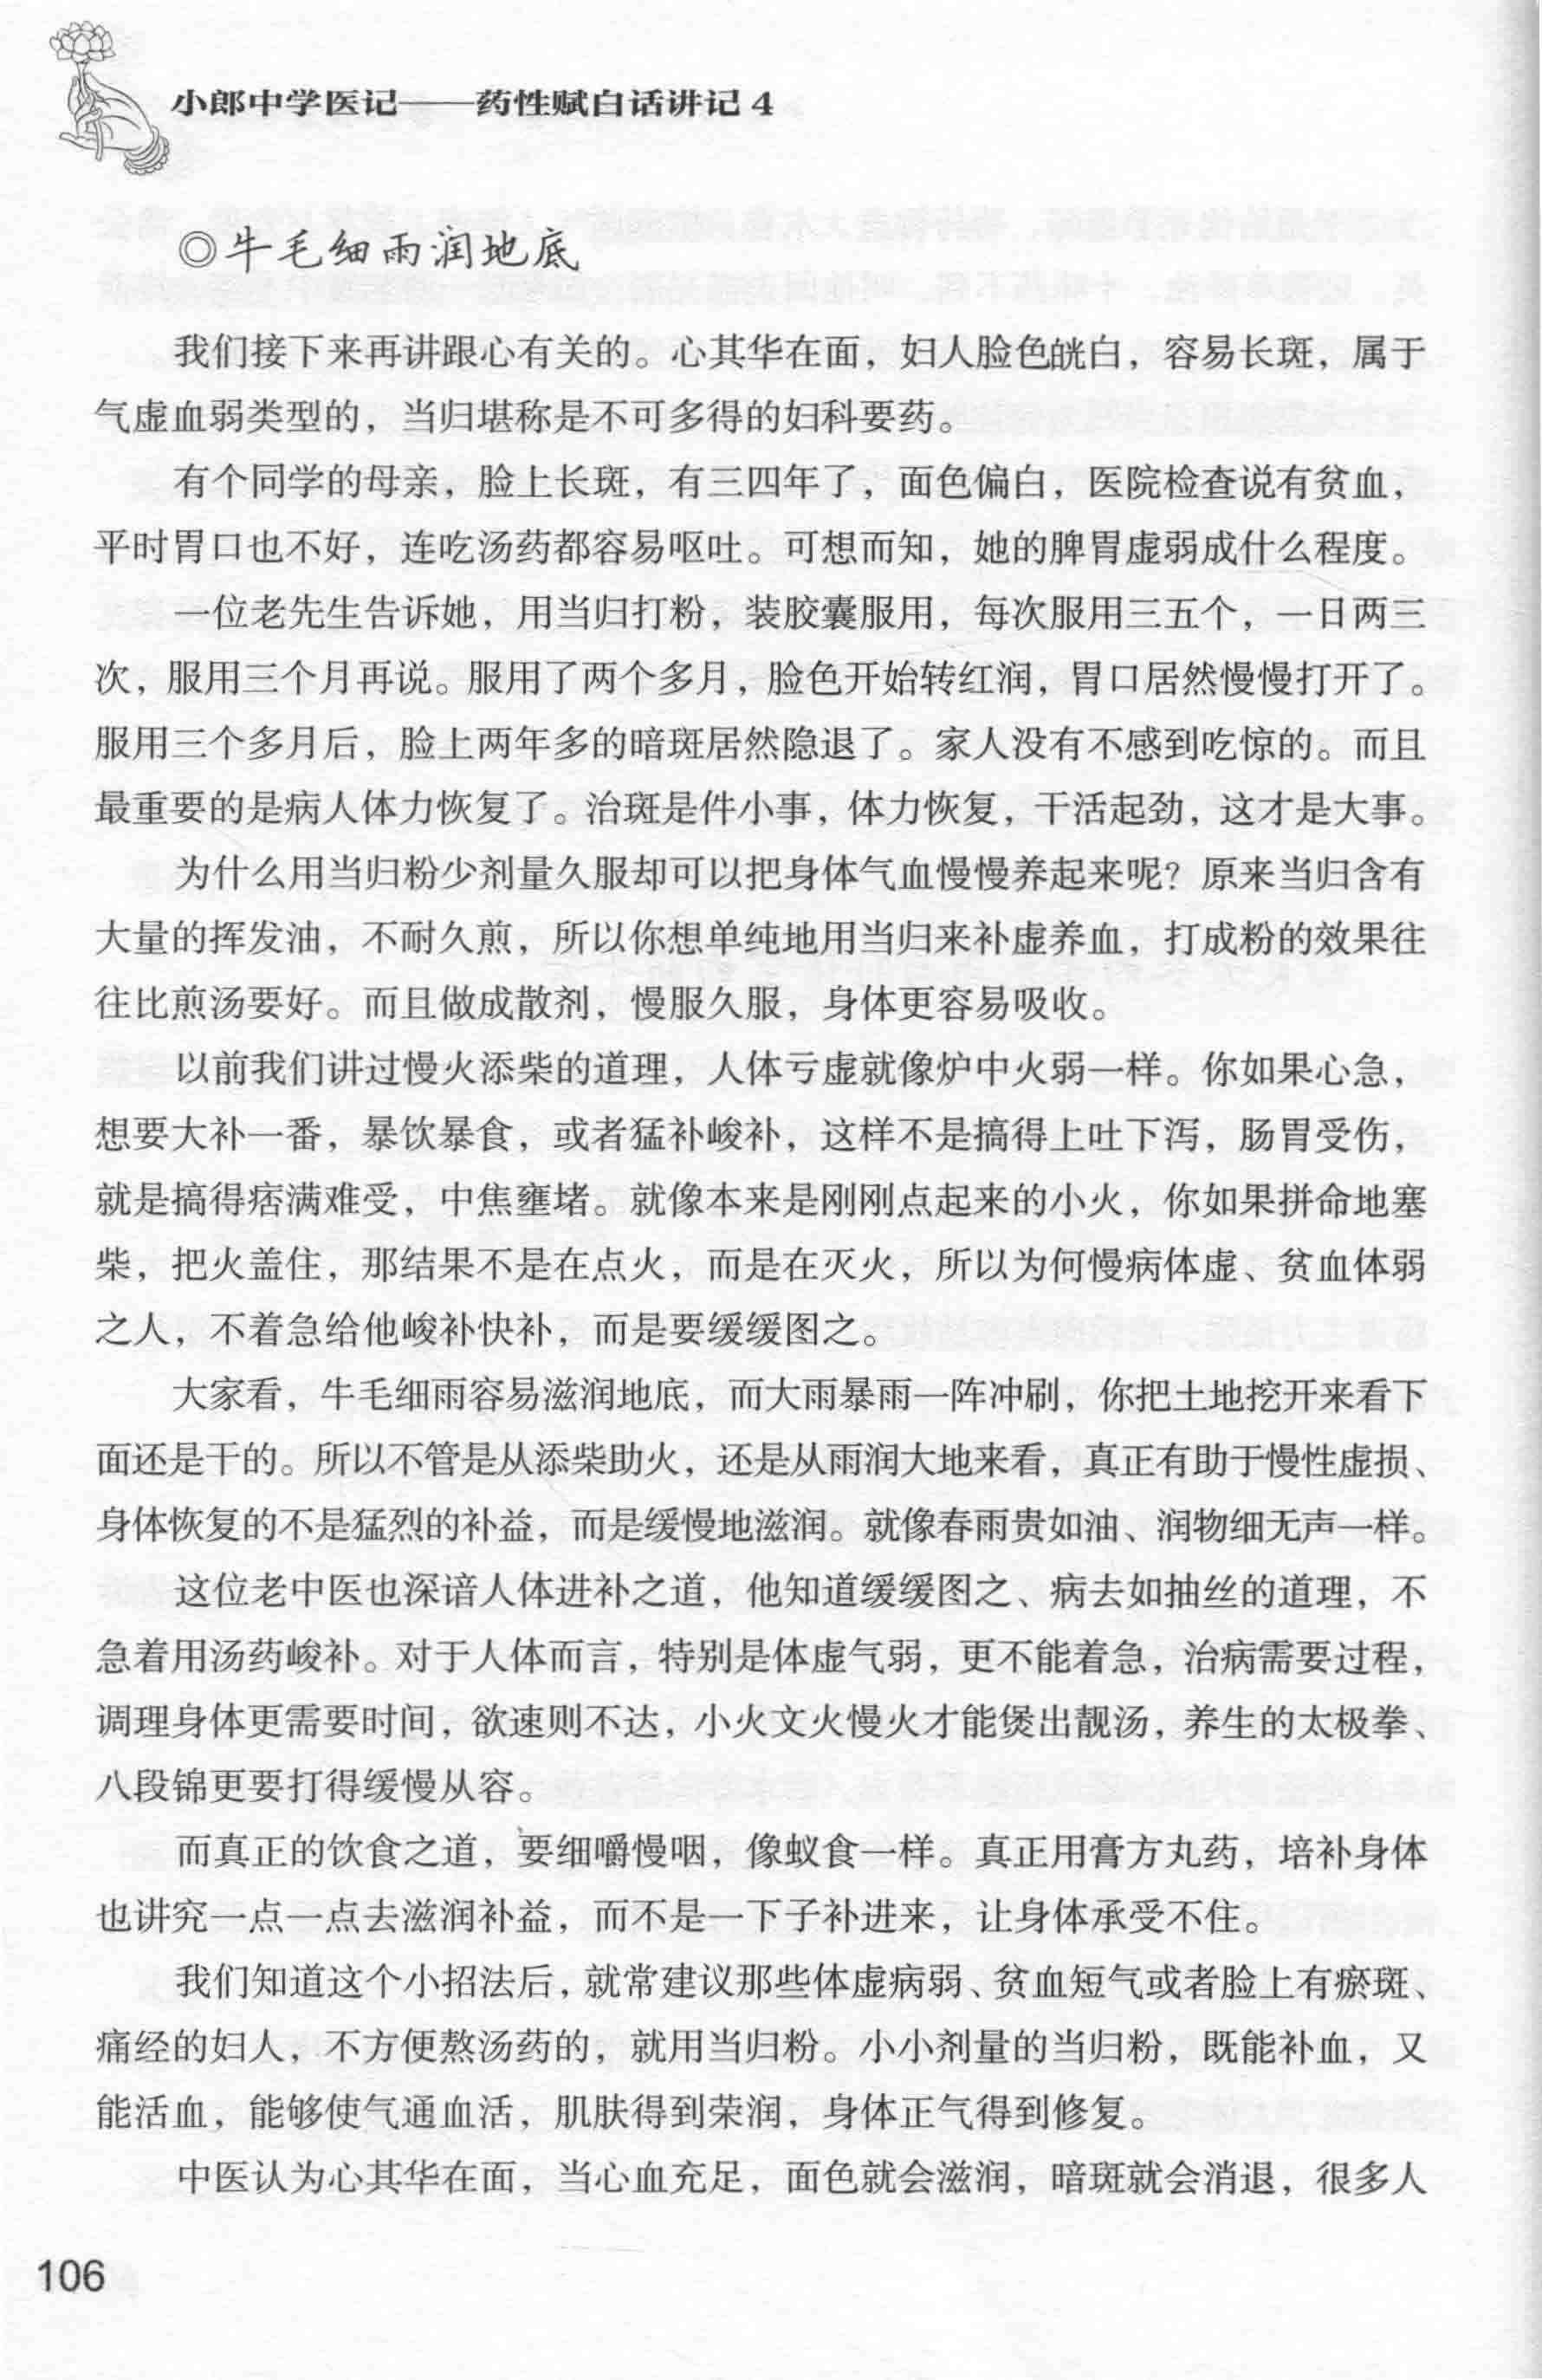 小郎中学医记——药性赋白话讲记 4
◎牛毛细雨润地底
我们接下来再讲跟心有关的。心其华在面，妇人脸色㿠白，容易长斑，属于
气虚血弱类型的，当归堪称是不可多得的妇科要药。
有个同学的母亲，脸上长斑，有三四年了，面色偏白，医院检查说有贫血，
平时胃口也不好，连吃汤药都容易呕吐。可想而知，她的脾胃虚弱成什么程度。
一位老先生告诉她，用当归打粉，装胶囊服用，每次服用三五个，一日两三
次，服用三个月再说。服用了两个多月，脸色开始转红润，胃口居然慢慢打开了。
服用三个多月后，脸上两年多的暗斑居然隐退了。家人没有不感到吃惊的。而且
最重要的是病人体力恢复了。治斑是件小事，体力恢复，干活起劲，这才是大事。
为什么用当归粉少剂量久服却可以把身体气血慢慢养起来呢？原来当归含有
大量的挥发油，不耐久煎，所以你想单纯地用当归来补虚养血，打成粉的效果往
往比煎汤要好。而且做成散剂，慢服久服，身体更容易吸收。
以前我们讲过慢火添柴的道理，人体亏虚就像炉中火弱一样。你如果心急，
想要大补一番，暴饮暴食，或者猛补峻补，这样不是搞得上吐下泻，肠胃受伤，
就是搞得痞满难受，中焦壅堵。就像本来是刚刚点起来的小火，你如果拼命地塞
柴，把火盖住，那结果不是在点火，而是在灭火，所以为何慢病体虚、贫血体弱
之人，不着急给他峻补快补，而是要缓缓图之。
大家看，牛毛细雨容易滋润地底，而大雨暴雨一阵冲刷，你把土地挖开来看下
面还是干的。所以不管是从添柴助火，还是从雨润大地来看，真正有助于慢性虚损、
身体恢复的不是猛烈的补益，而是缓慢地滋润。就像春雨贵如油、润物细无声一样。
这位老中医也深谙人体进补之道，他知道缓缓图之、病去如抽丝的道理，不
急着用汤药峻补。对于人体而言，特别是体虚气弱，更不能着急，治病需要过程，
调理身体更需要时间，欲速则不达，小火文火慢火才能煲出靓汤，养生的太极拳、
八段锦更要打得缓慢从容。
而真正的饮食之道，要细嚼慢咽，像蚁食一样。真正用膏方丸药，培补身体
也讲究一点一点去滋润补益，而不是一下子补进来，让身体承受不住。
我们知道这个小招法后，就常建议那些体虚病弱、贫血短气或者脸上有瘀斑、
痛经的妇人，不方便熬汤药的，就用当归粉。小小剂量的当归粉，既能补血，又
能活血，能够使气通血活，肌肤得到荣润，身体正气得到修复。
中医认为心其华在面，当心血充足，面色就会滋润，暗斑就会消退，很多人
106